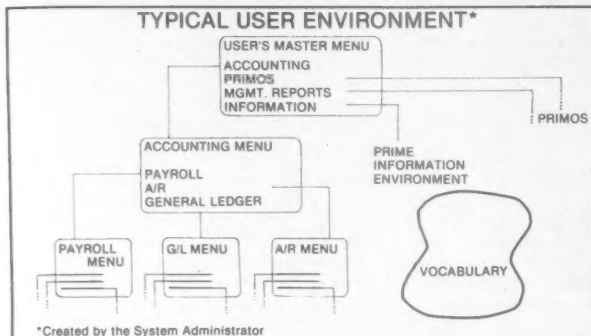 TYPICAL USER ENVIRONMENT*
USER'S MASTER MENU
ACCOUNTING
PRIMOS
MGMT. REPORTS
INFORMATION
PRIMOS
PRIME
INFORMATION
ENVIRONMENT
ACCOUNTING MENU
PAYROLL
A/R
GENERAL LEDGER
PAYROLL
MENU
G/L MENU
A/R MENU
VOCABULARY
*Created by the System Administrator